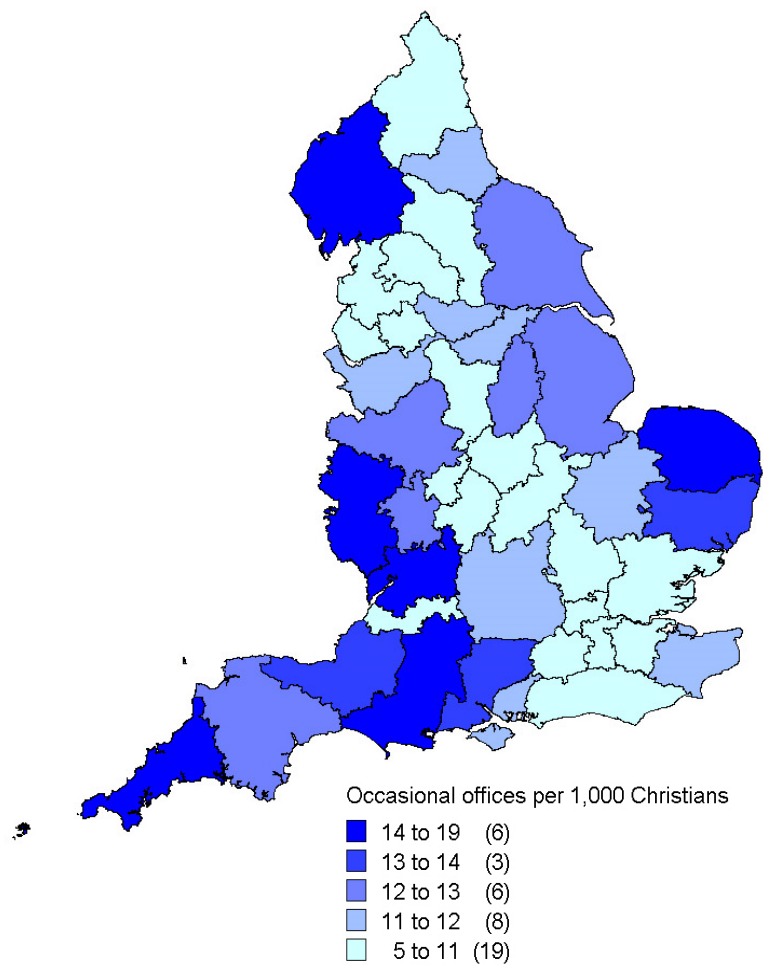 Occasional offices per 1,000 Christians
14 to 19 (6)
13 to 14 (3)
12 to 13 (6)
11 to 12 (8)
5 to 11 (19)